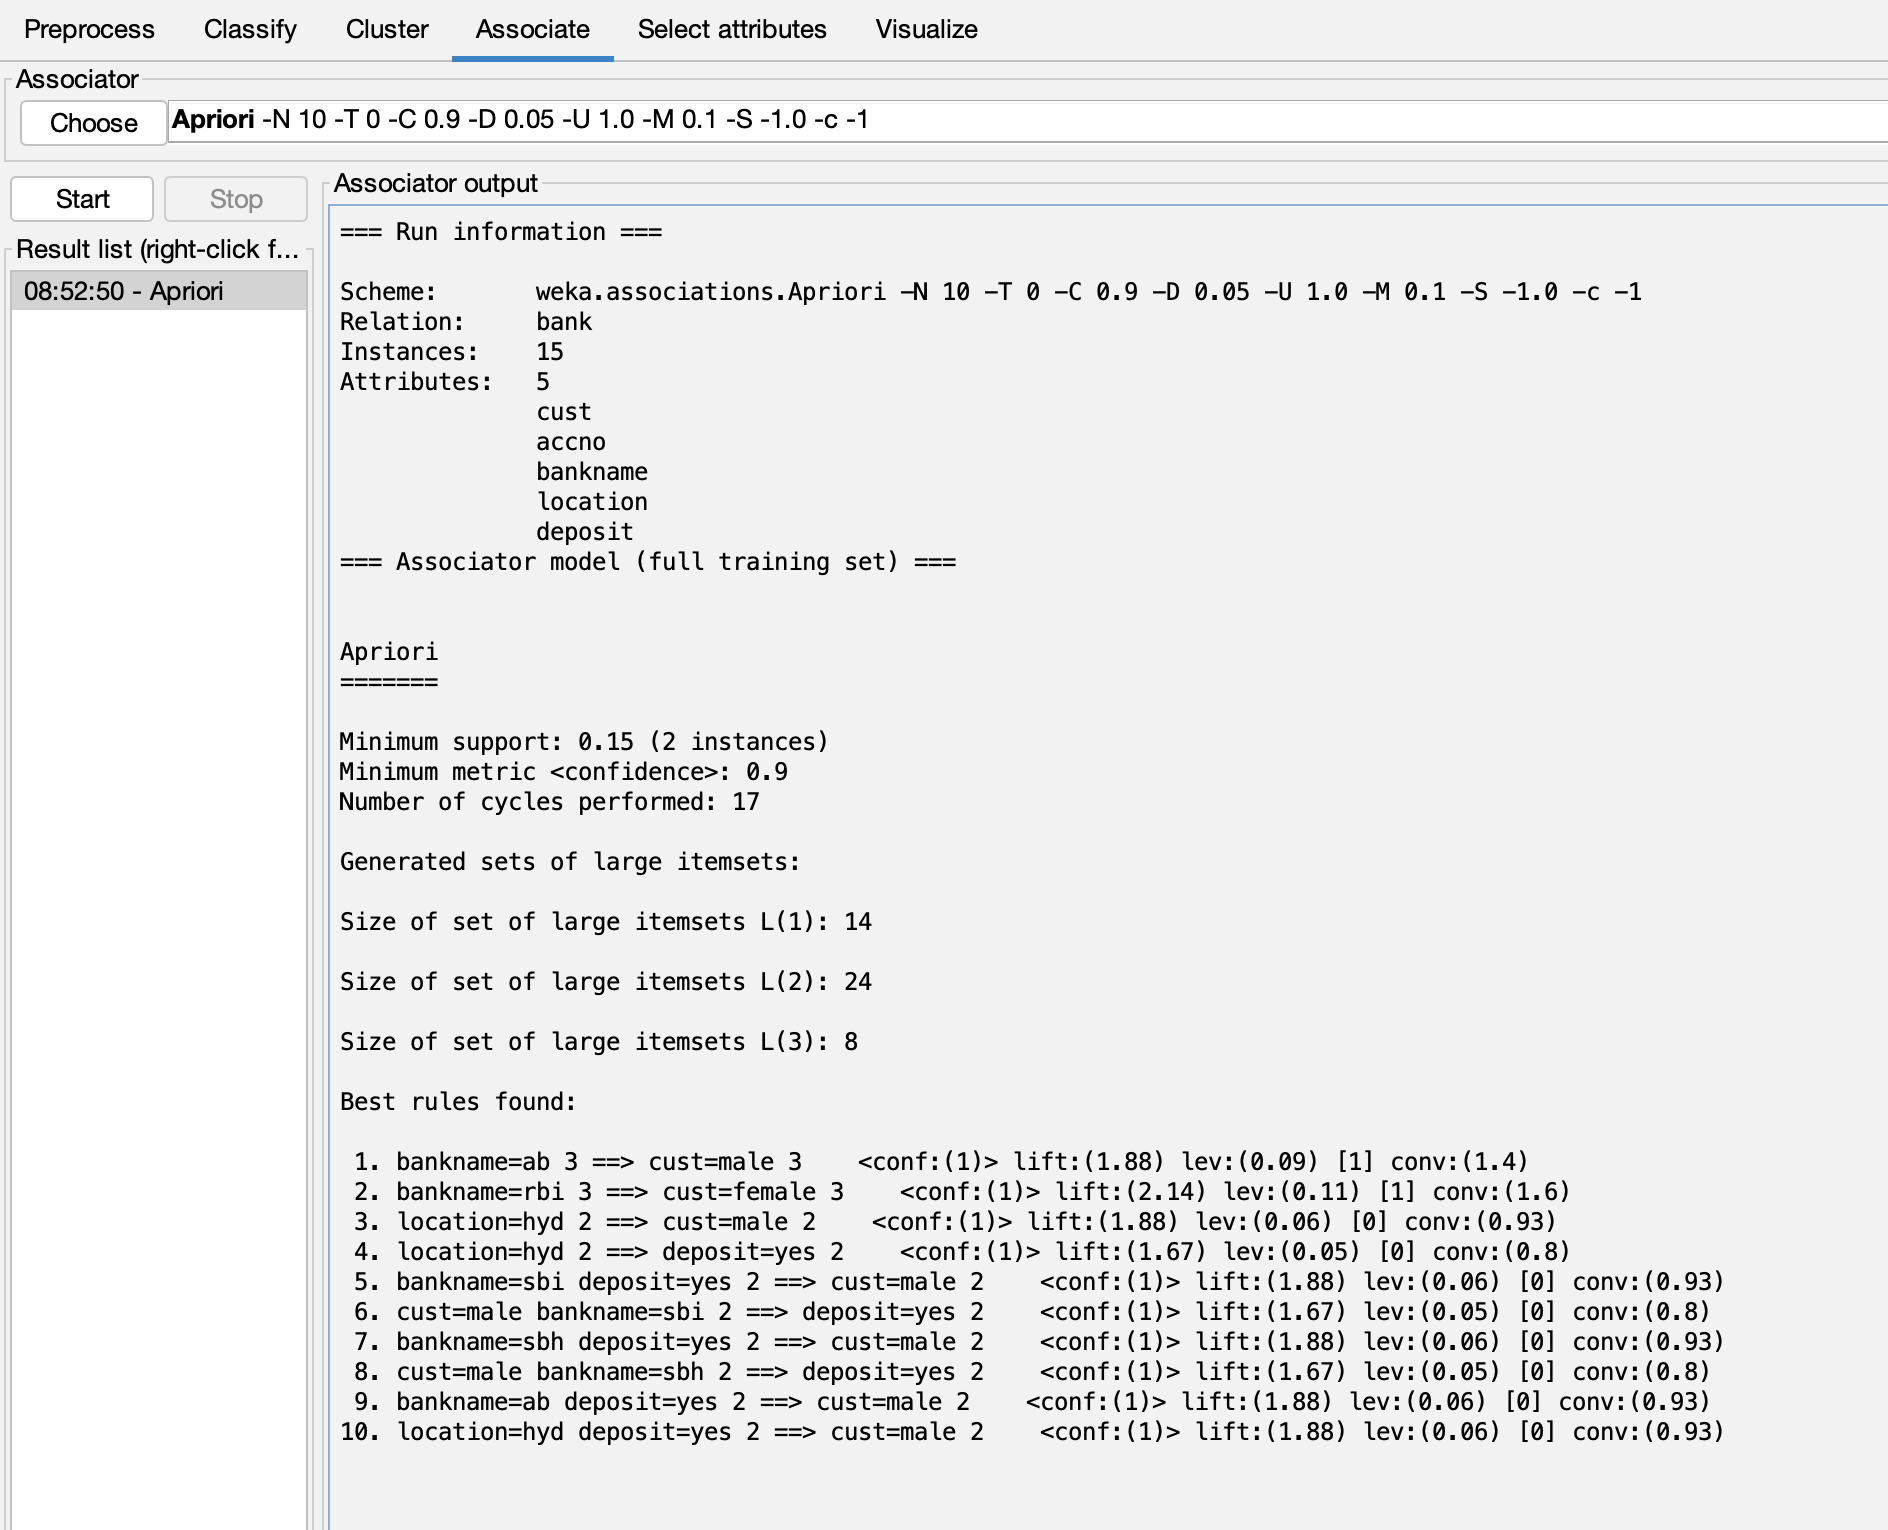 Preprocess Classify Cluster Associate Select attributes Visualize
Associator
Choose Apriori -N 10 -T 0 -C 0.9 -D 0.05 -U 1.0 -M 0.1 -S -1.0 -c -1
Start Stop
Result list (right-click f...
08:52:50 - Apriori
Associator output
=== Run information ===
Scheme: weka.associations.Apriori -N 10 -T 0 -C 0.9 -D 0.05 -U 1.0 -M 0.1 -S -1.0 -c -1
Relation: bank
Instances: 15
Attributes: 5
cust
accno
bankname
location
deposit
=== Associator model (full training set) ===
Apriori
=======
Minimum support: 0.15 (2 instances)
Minimum metric <confidence>: 0.9
Number of cycles performed: 17
Generated sets of large itemsets:
Size of set of large itemsets L(1): 14
Size of set of large itemsets L(2): 24
Size of set of large itemsets L(3): 8
Best rules found:
1. bankname=ab 3 ==> cust=male 3 <conf:(1)> lift:(1.88) lev:(0.09) [1] conv:(1.4)
2. bankname=rbi 3 ==> cust=female 3 <conf:(1)> lift:(2.14) lev:(0.11) [1] conv:(1.6)
3. location=hyd 2 ==> cust=male 2 <conf:(1)> lift:(1.88) lev:(0.06) [0] conv:(0.93)
4. location=hyd 2 ==> deposit=yes 2 <conf:(1)> lift:(1.67) lev:(0.05) [0] conv:(0.8)
5. bankname=sbi deposit=yes 2 ==> cust=male 2 <conf:(1)> lift:(1.88) lev:(0.06) [0] conv:(0.93)
6. cust=male bankname=sbi 2 ==> deposit=yes 2 <conf:(1)> lift:(1.67) lev:(0.05) [0] conv:(0.8)
7. bankname=sbh deposit=yes 2 ==> cust=male 2 <conf:(1)> lift:(1.88) lev:(0.06) [0] conv:(0.93)
8. cust=male bankname=sbh 2 ==> deposit=yes 2 <conf:(1)> lift:(1.67) lev:(0.05) [0] conv:(0.8)
9. bankname=ab deposit=yes 2 ==> cust=male 2 <conf:(1)> lift:(1.88) lev:(0.06) [0] conv:(0.93)
10. location=hyd deposit=yes 2 ==> cust=male 2 <conf:(1)> lift:(1.88) lev:(0.06) [0] conv:(0.93)